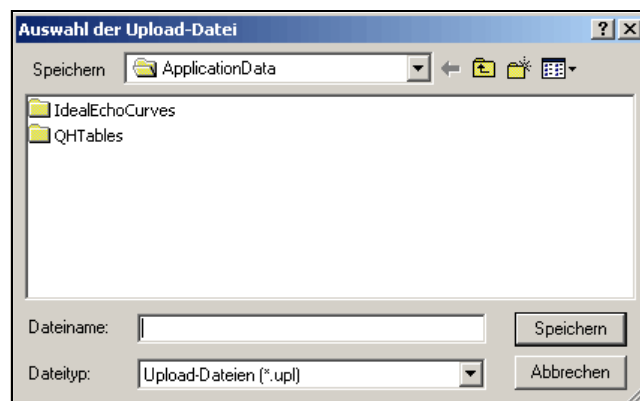 Auswahl der Upload-Datei
Speichern ApplicationData
IdealEchoCurves
QHTables
Dateiname: Speichern
Dateityp: Upload-Dateien (*.upl) Abbrechen